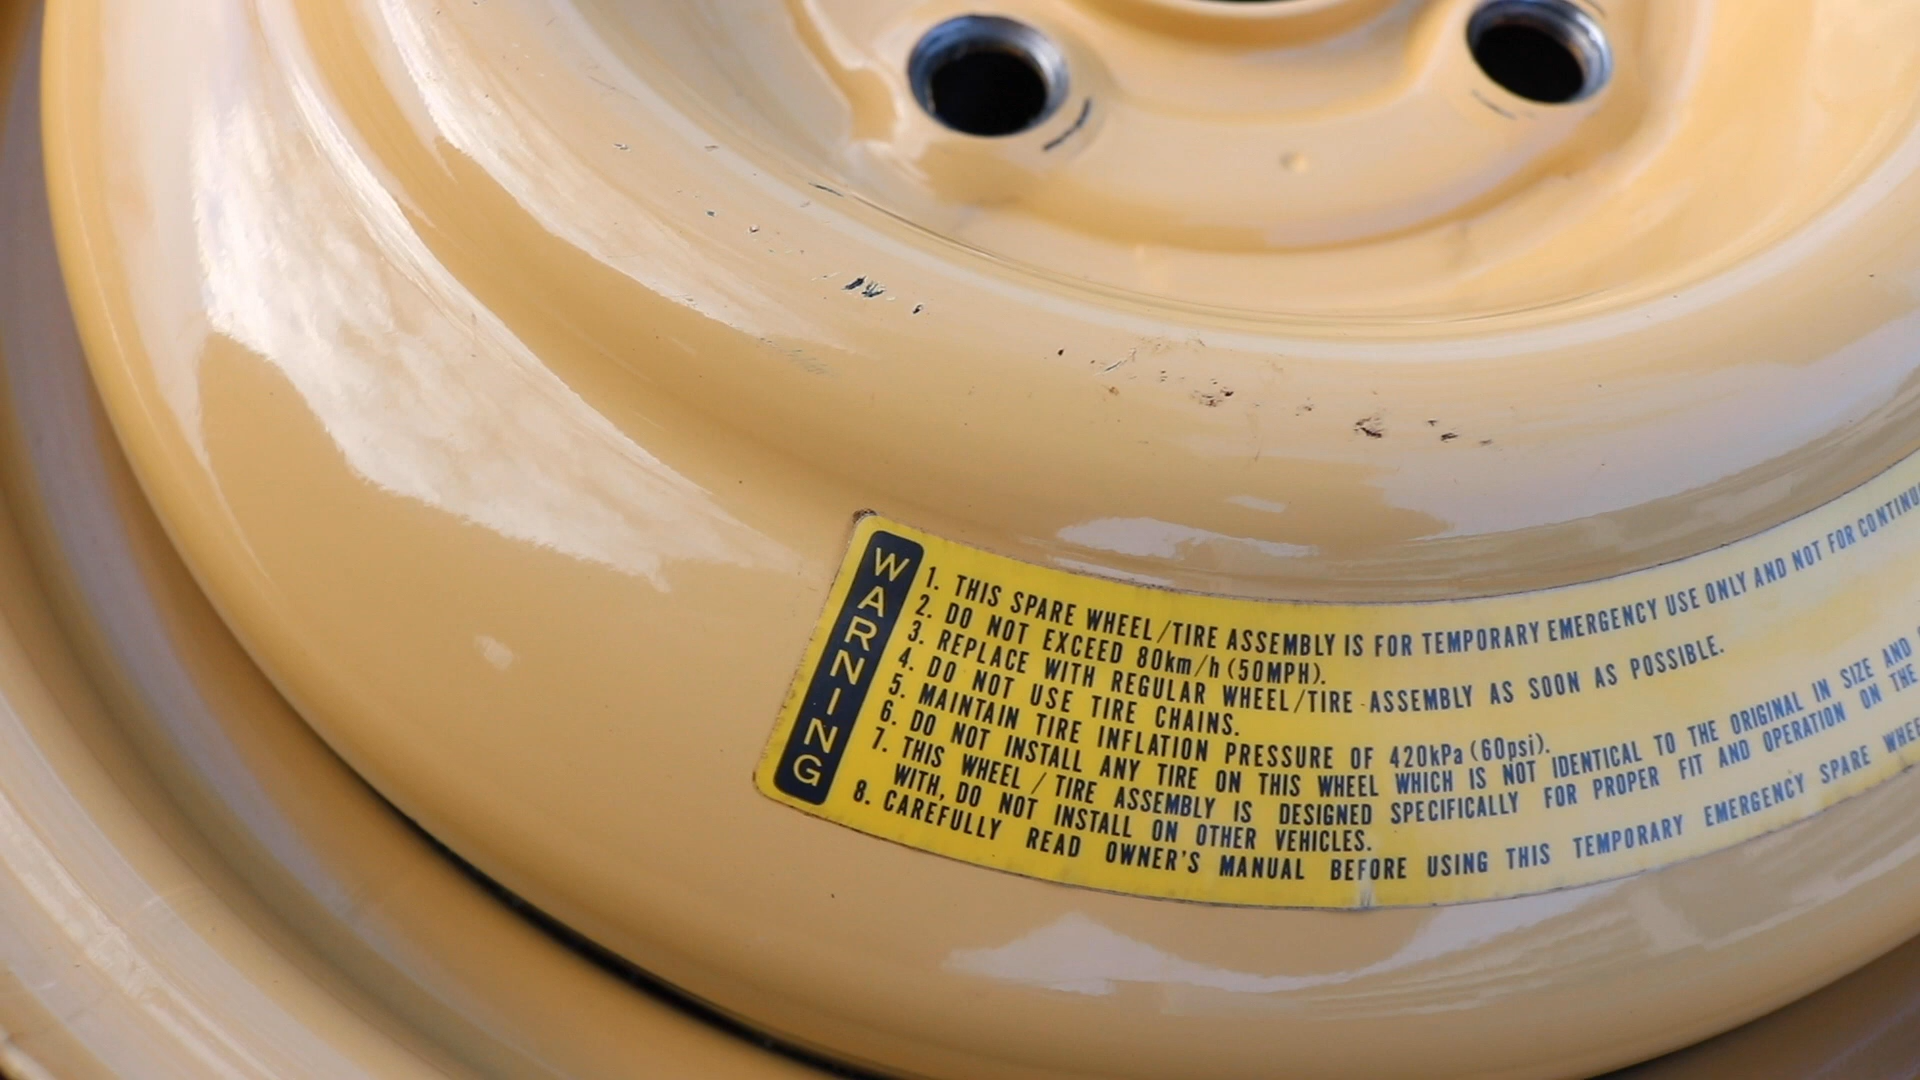 WARNING
1. THIS SPARE WHEEL/TIRE ASSEMBLY IS FOR TEMPORARY EMERGENCY USE ONLY AND NOT FOR
2. DO NOT EXCEED 80km/h (50MPH).
3. REPLACE WITH REGULAR WHEEL/TIRE ASSEMBLY AS SOON AS POSSIBLE.
4. DO NOT USE TIRE CHAINS.
5. MAINTAIN TIRE INFLATION PRESSURE OF 420kPa (60psi).
6. DO NOT INSTALL ANY TIRE ON THIS WHEEL WHICH IS NOT IDENTICAL TO THE ORIGINAL IN SIZE AND
7. THIS WHEEL / TIRE ASSEMBLY IS DESIGNED SPECIFICALLY FOR PROPER FIT AND OPERATION ON THE
WITH, DO NOT INSTALL ON OTHER VEHICLES.
8. CAREFULLY READ OWNER'S MANUAL BEFORE USING THIS TEMPORARY EMERGENCY SPARE